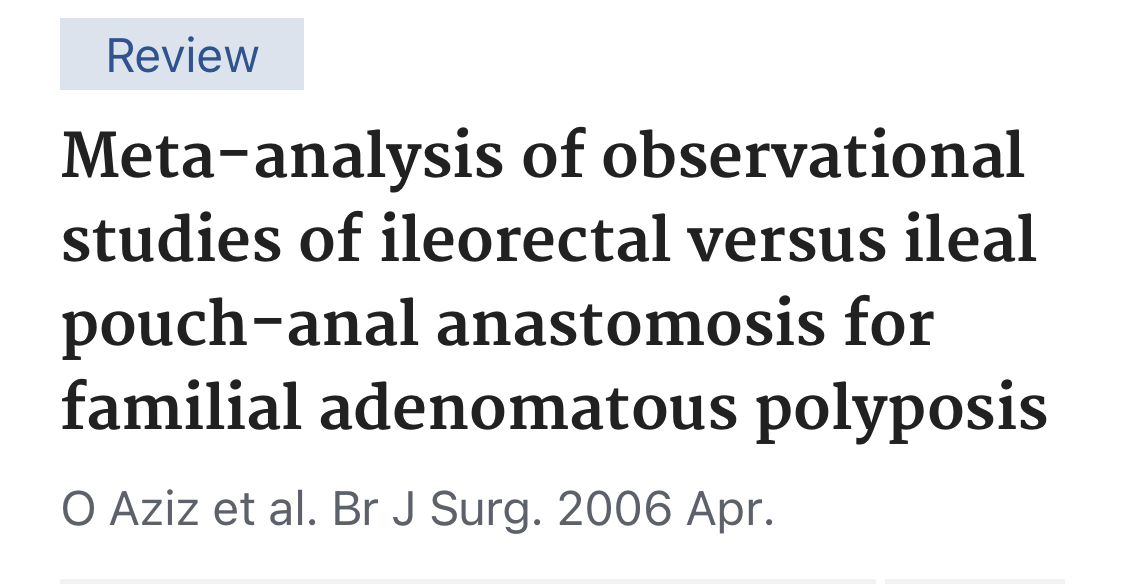 Review
Meta-analysis of observational
studies of ileorectal versus ileal
pouch-anal anastomosis for
familial adenomatous polyposis
O Aziz et al. Br J Surg. 2006 Apr.